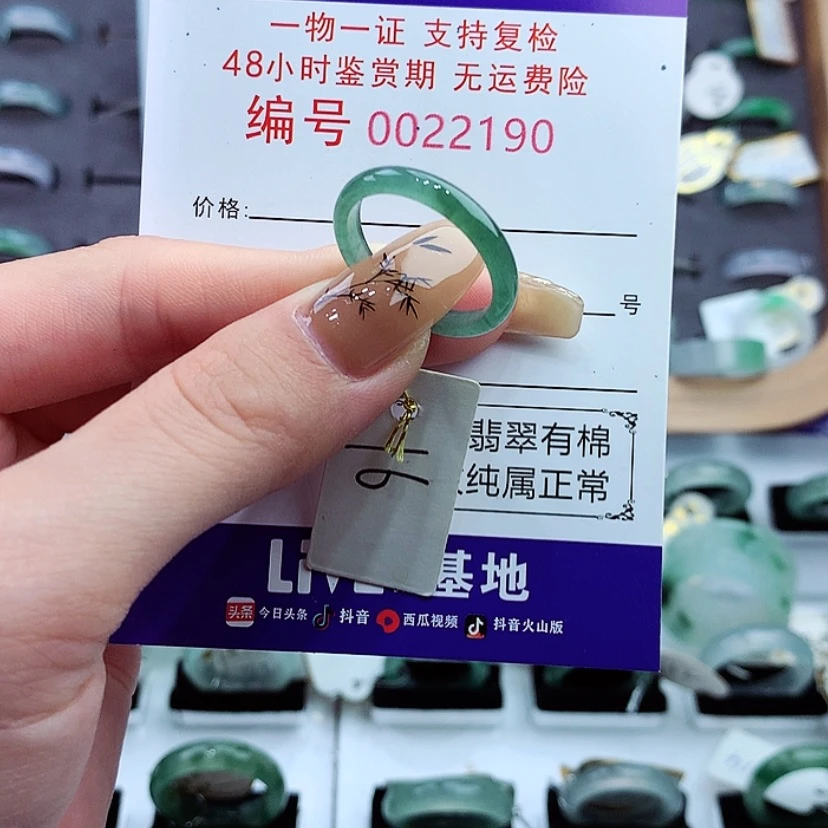 一物一证 支持复检
48小时鉴赏期 无运费险
编号 0022190
价格:
号
翡翠有棉
纯属正常
LiVE 基地
头条 今日头条 抖音 西瓜视频 抖音火山版